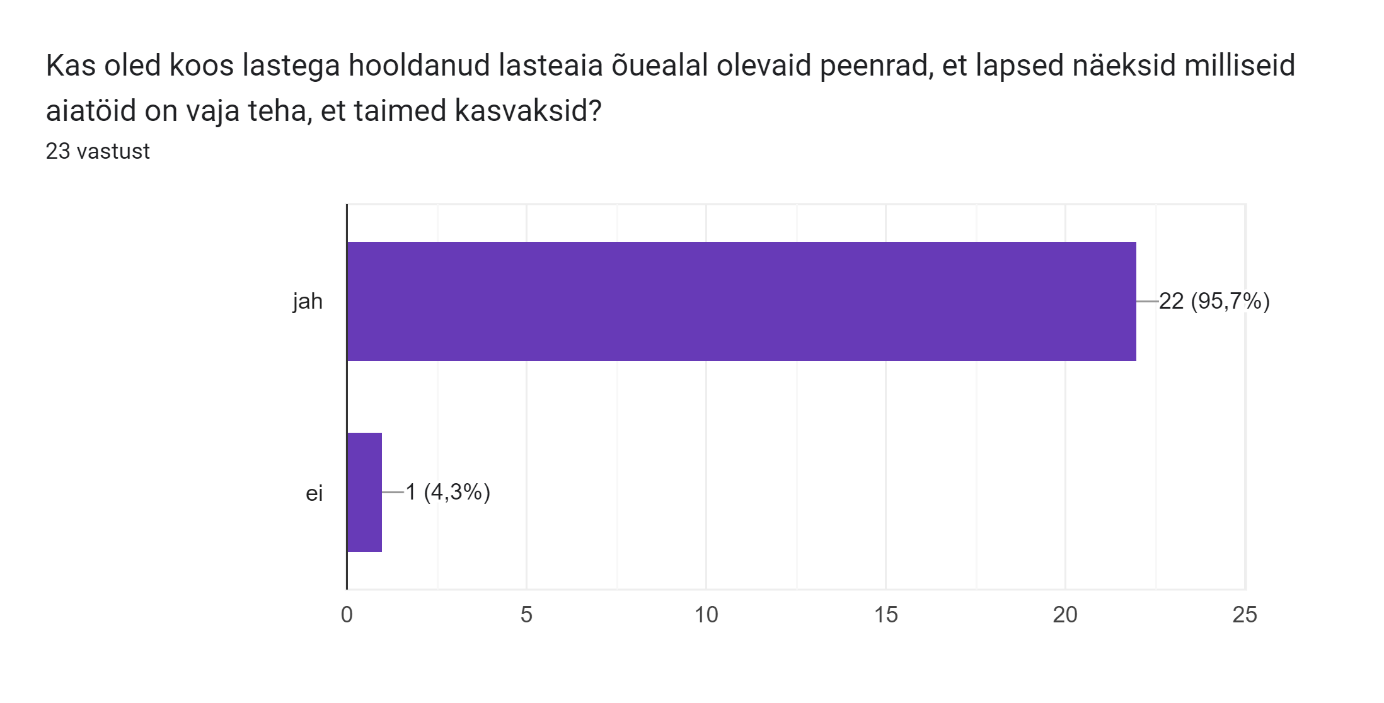 Kas oled koos lastega hooldanud lasteaia õuealal olevaid peenrad, et lapsed näeksid milliseid
aiatöid on vaja teha, et taimed kasvaksid?
23 vastust
jah
22 (95,7%)
ei
1 (4,3%)
0 5 10 15 20 25